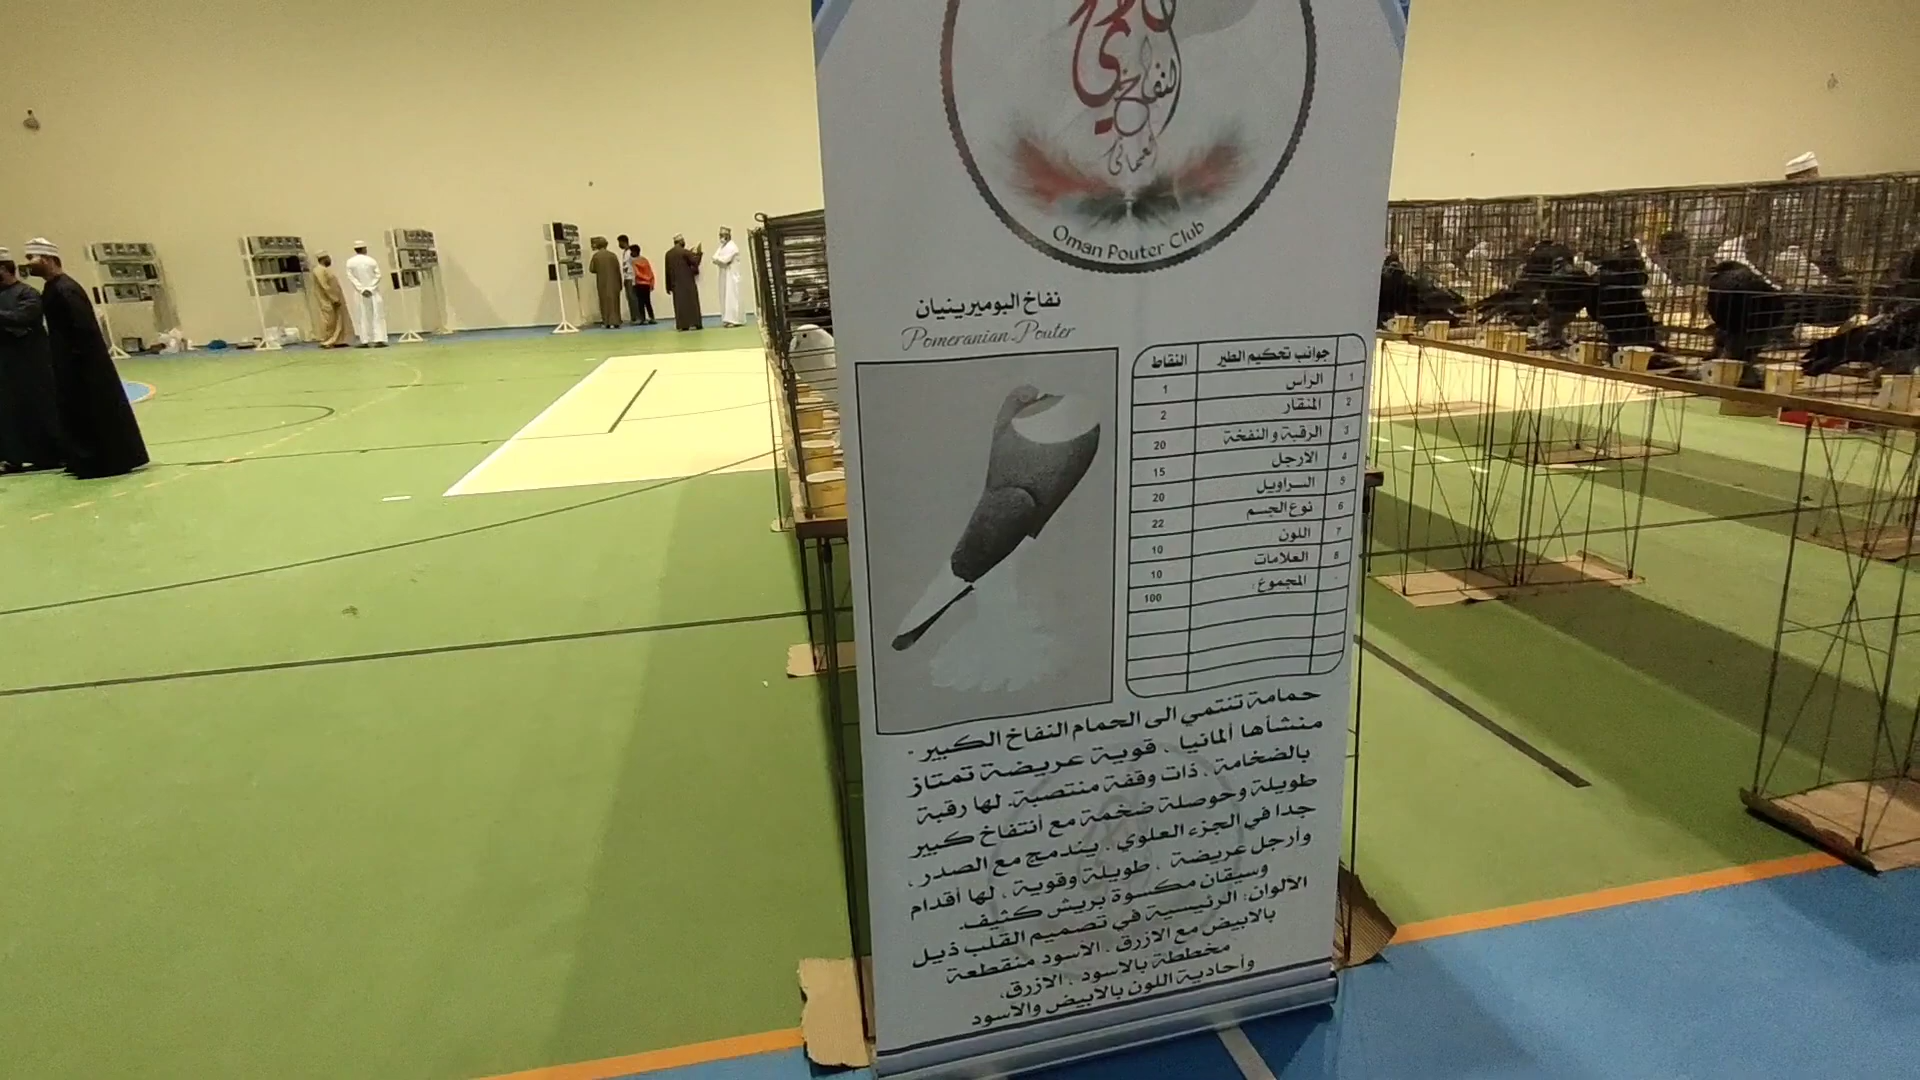 النفاخ
العماني
Oman Pouter Club
نفاخ البوميرينيان
Pomeranian Pouter
جوانب تحكيم الطير النقاط
1 الرأس 1
2 المنقار 2
3 الرقبة و النفخة 20
4 الأرجل 15
5 السراويل 20
6 نوع الجسم 22
7 اللون 10
8 العلامات 10
المجموع: 100
حمامة تنتمي الى الحمام النفاخ الكبير -
منشأها ألمانيا ، قوية عريضة تمتاز
بالضخامة ، ذات وقفة منتصبة. لها رقبة
طويلة وحوصلة ضخمة مع أنتفاخ كبير
جدا في الجزء العلوي ، يندمج مع الصدر ،
وأرجل عريضة ، طويلة وقوية ، لها أقدام
وسيقان مكسوة بريش كثيف.
الألوان: الرئيسية في تصميم القلب ذيل
بالابيض مع الازرق ، الأسود منقطعة
مخططة بالاسود ، الازرق،
وأحادية اللون بالابيض والاسود